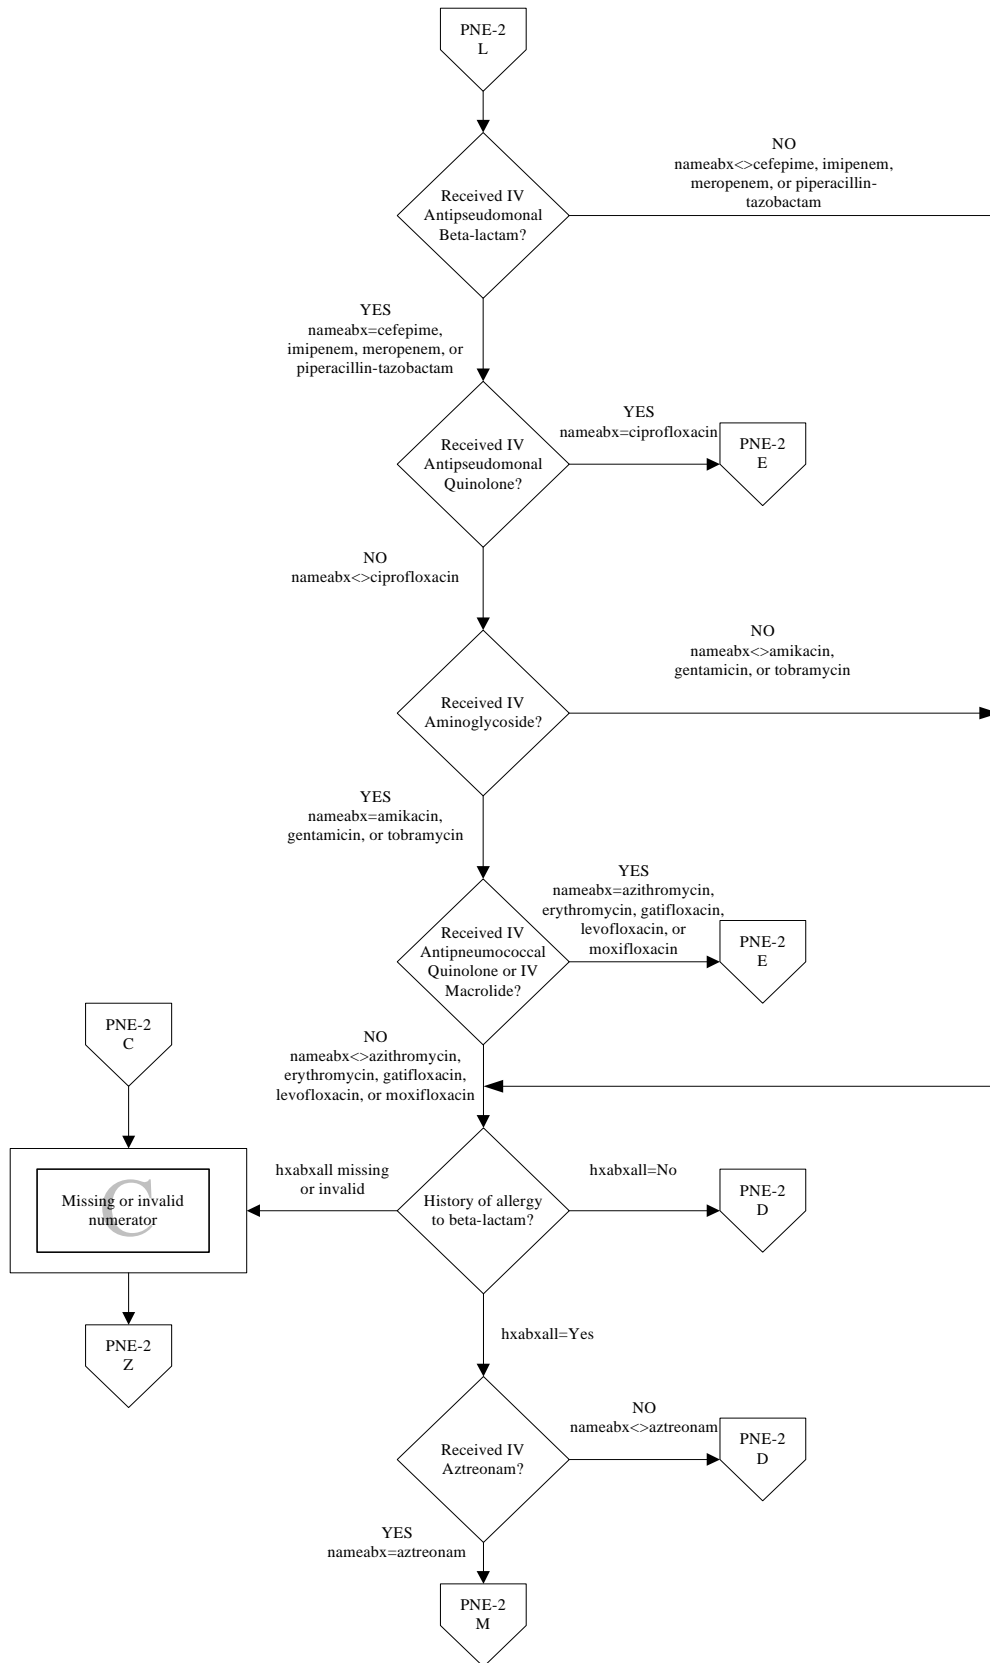 PNE-2
L
Received IV
Antipseudomonal
Beta-lactam?
NO
nameabx<>cefepime, imipenem,
meropenem, or piperacillin-
tazobactam
YES
nameabx=cefepime,
imipenem, meropenem, or
piperacillin-tazobactam
Received IV
Antipseudomonal
Quinolone?
YES
nameabx=ciprofloxacin
PNE-2
E
NO
nameabx<>ciprofloxacin
Received IV
Aminoglycoside?
NO
nameabx<>amikacin,
gentamicin, or tobramycin
YES
nameabx=amikacin,
gentamicin, or tobramycin
Received IV
Antipneumococcal
Quinolone or IV
Macrolide?
YES
nameabx=azithromycin,
erythromycin, gatifloxacin,
levofloxacin, or
moxifloxacin
PNE-2
E
NO
nameabx<>azithromycin,
erythromycin, gatifloxacin,
levofloxacin, or moxifloxacin
PNE-2
C
C
Missing or invalid
numerator
hxabxall missing
or invalid
History of allergy
to beta-lactam?
hxabxall=No
PNE-2
D
PNE-2
Z
hxabxall=Yes
Received IV
Aztreonam?
NO
nameabx<>aztreonam
PNE-2
D
YES
nameabx=aztreonam
PNE-2
M